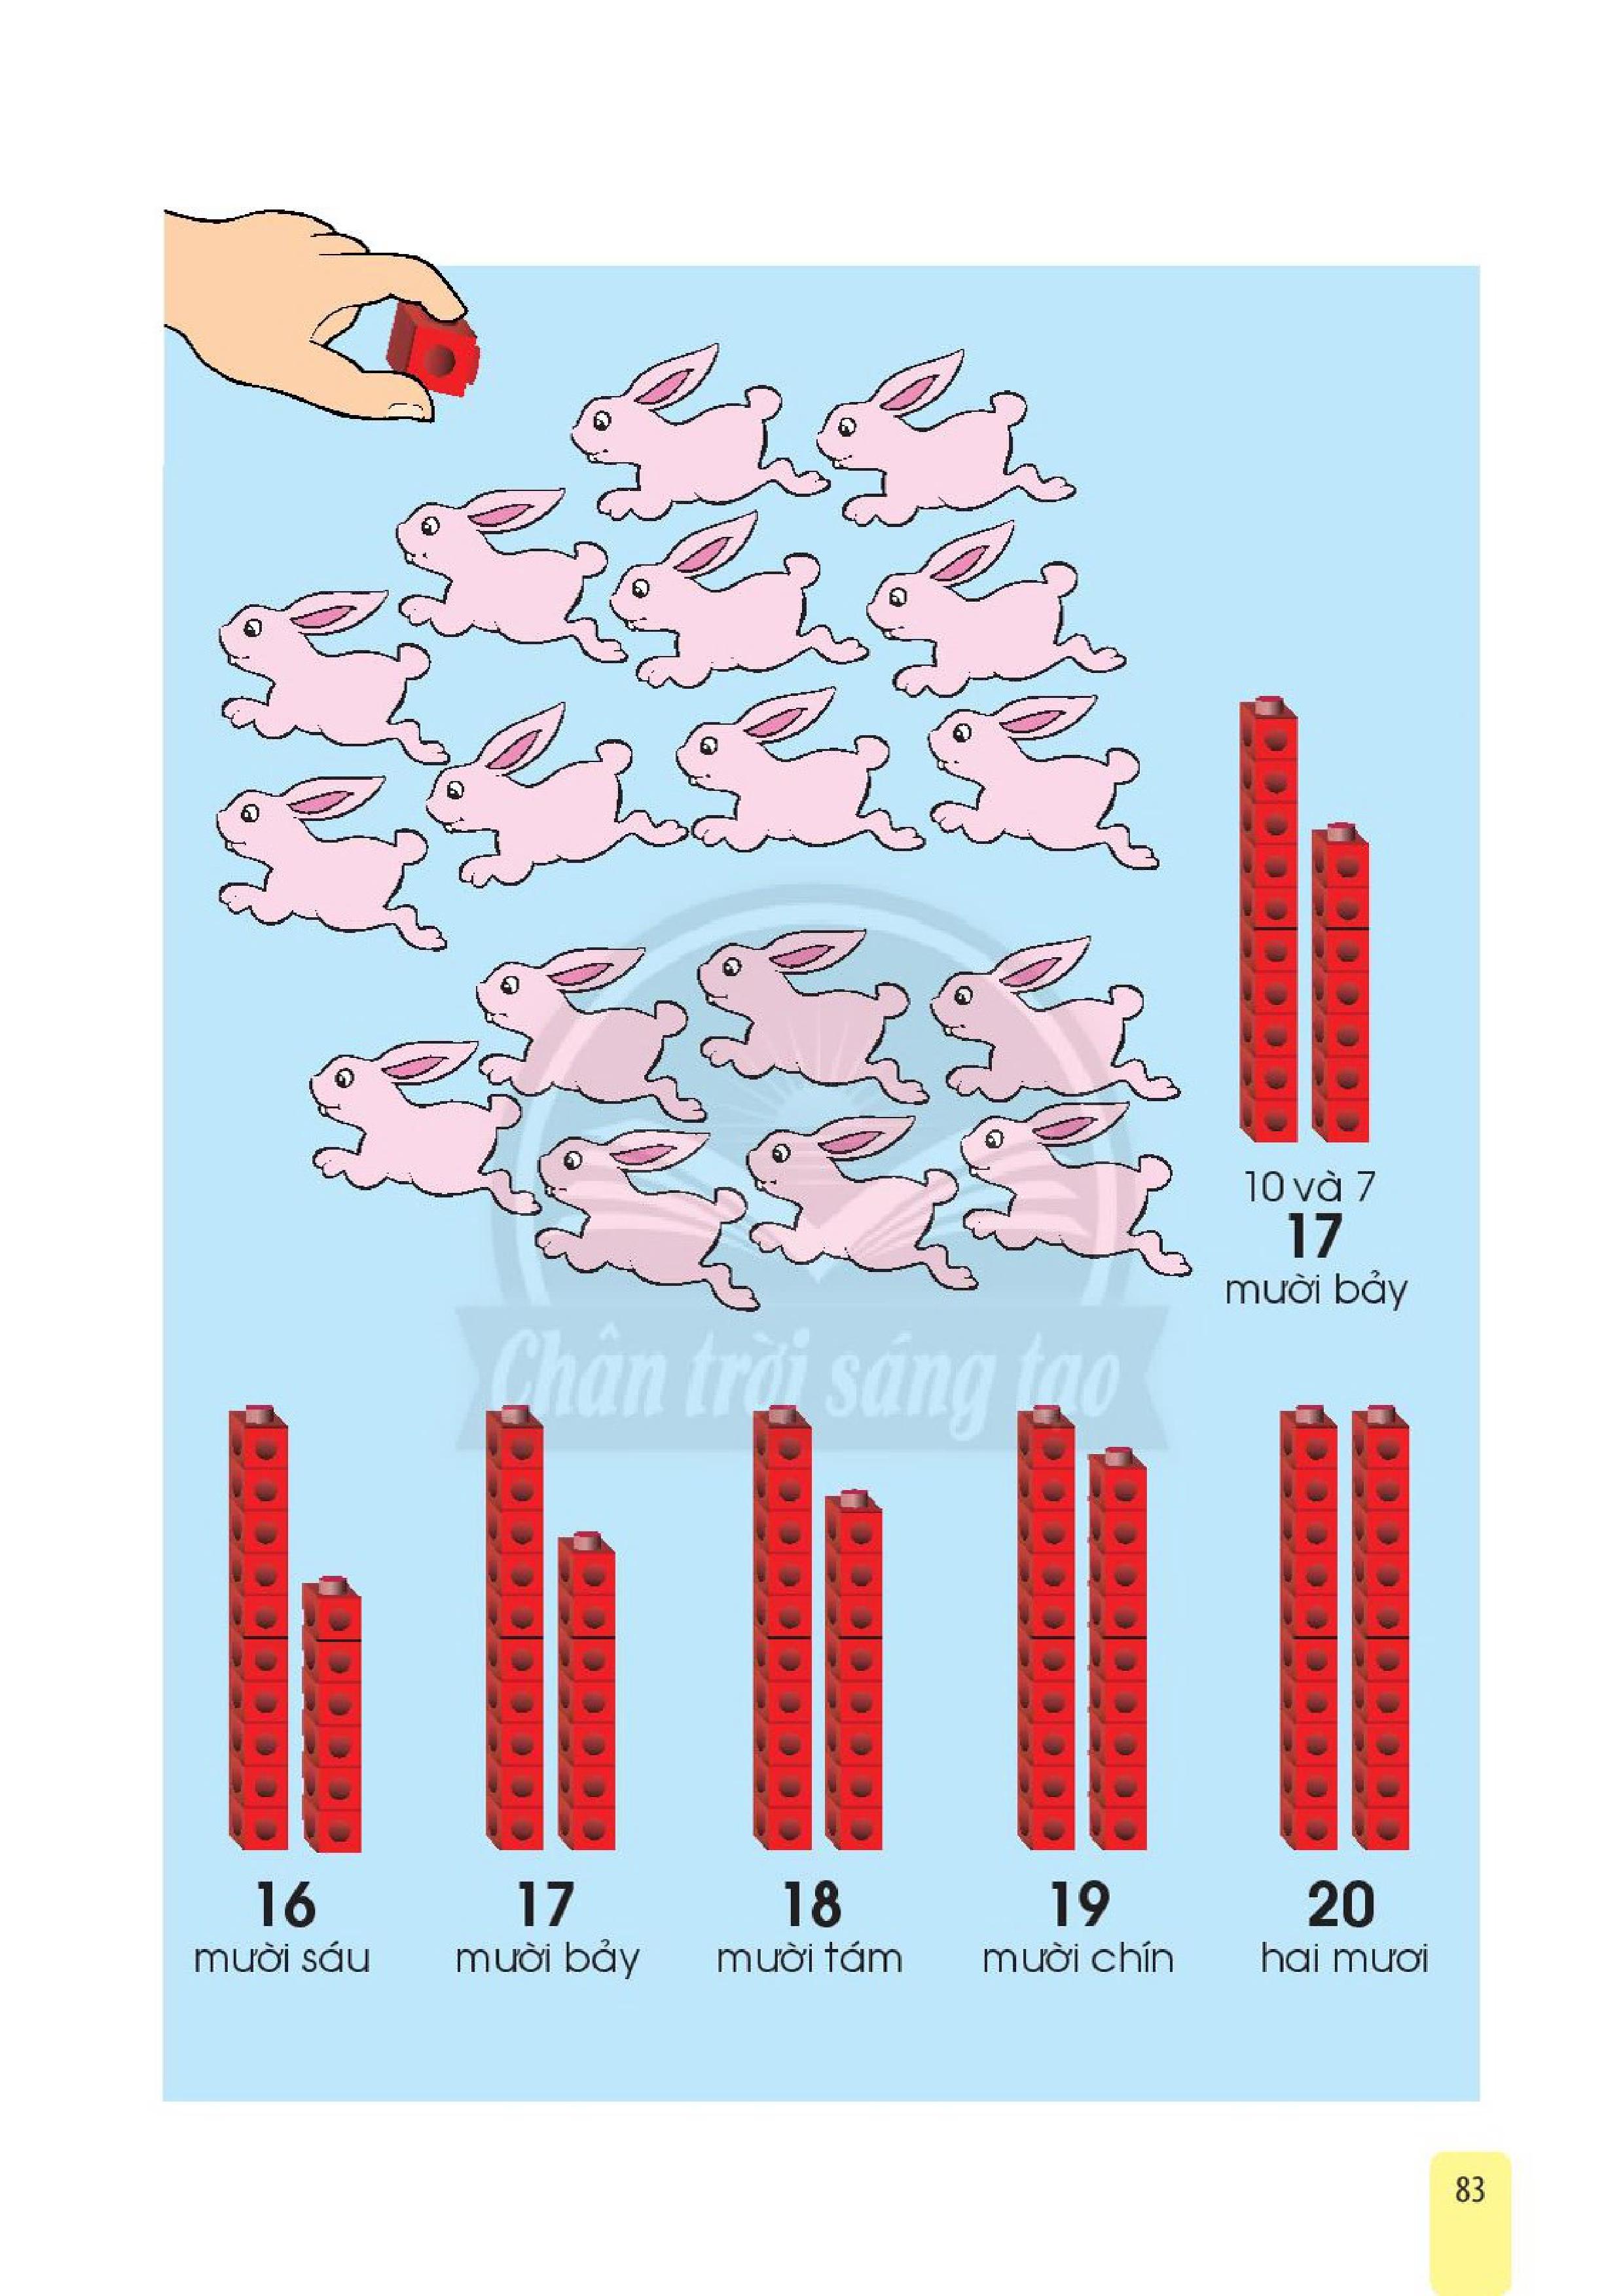 10 và 7
17
mười bảy
Chân trời sáng tạo
16
17
18
19
20
mười sáu
mười bảy
mười tám
mười chín
hai mươi
83